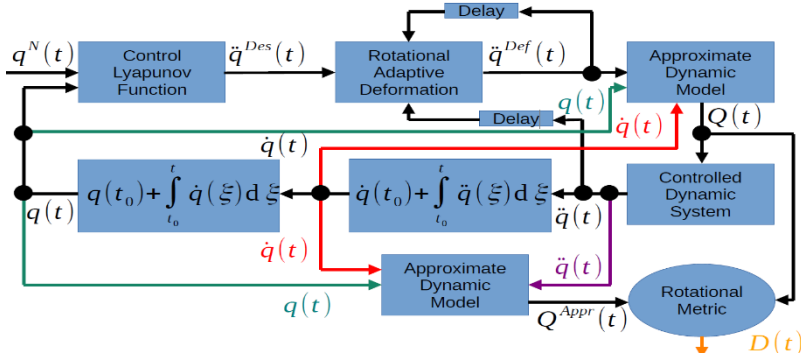 Delay
q^N(t)
Control
Lyapunov
Function
q̈^Des(t)
Rotational
Adaptive
Deformation
q̈^Def(t)
Approximate
Dynamic
Model
q(t)
Delay
q̇(t)
Q(t)
q̇(t)
q(t)
q(t₀)+∫_{t₀}^{t} q̇(ξ)d ξ
q̇(t₀)+∫_{t₀}^{t} q̈(ξ)d ξ
q̈(t)
Controlled
Dynamic
System
q̇(t)
q̈(t)
Approximate
Dynamic
Model
q(t)
Q^Appr(t)
Rotational
Metric
D(t)